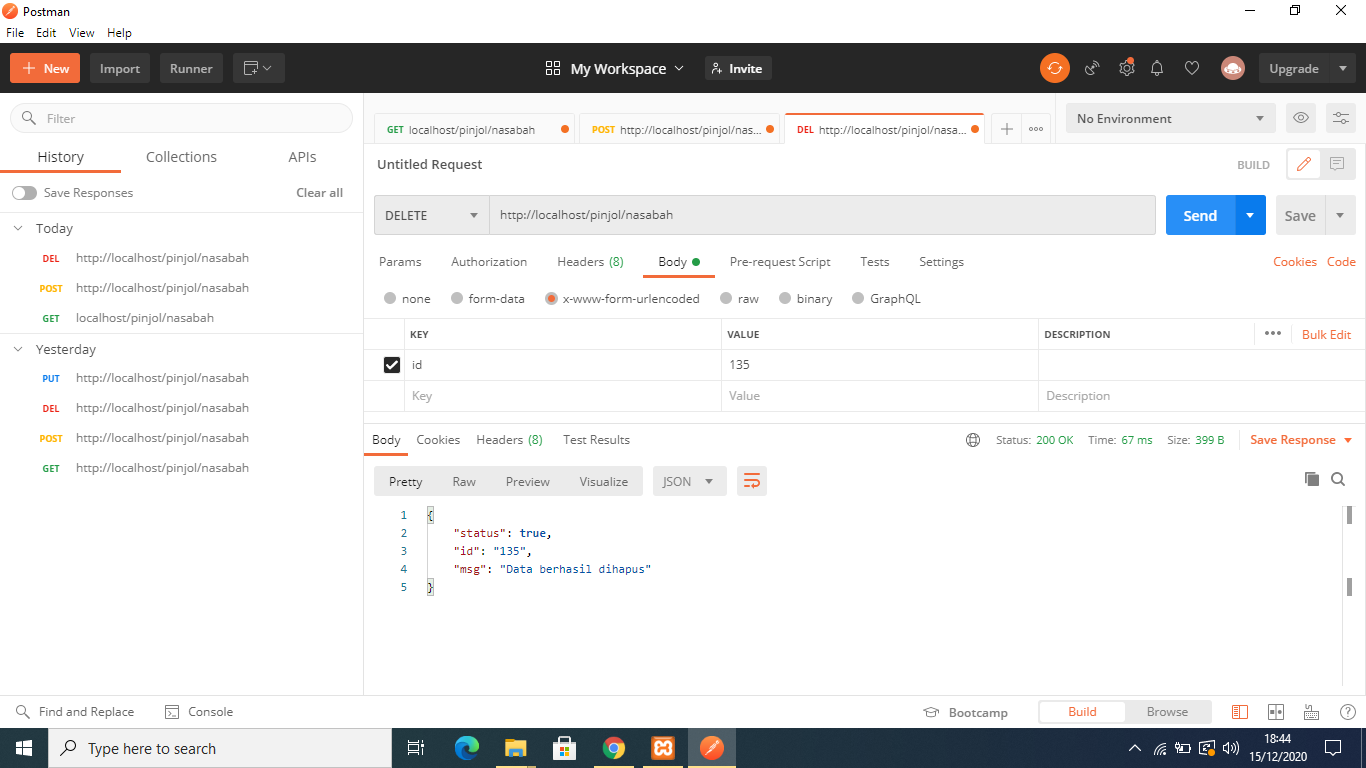 Postman
File Edit View Help
New Import Runner My Workspace Invite Upgrade
Filter
History Collections APIs
Save Responses Clear all
Today
DEL http://localhost/pinjol/nasabah
POST http://localhost/pinjol/nasabah
GET localhost/pinjol/nasabah
Yesterday
PUT http://localhost/pinjol/nasabah
DEL http://localhost/pinjol/nasabah
POST http://localhost/pinjol/nasabah
GET http://localhost/pinjol/nasabah
GET localhost/pinjol/nasabah POST http://localhost/pinjol/nas... DEL http://localhost/pinjol/nasa... No Environment
Untitled Request BUILD
DELETE http://localhost/pinjol/nasabah Send Save
Params Authorization Headers (8) Body Pre-request Script Tests Settings Cookies Code
none form-data x-www-form-urlencoded raw binary GraphQL
KEY VALUE DESCRIPTION Bulk Edit
id 135
Key Value Description
Body Cookies Headers (8) Test Results Status: 200 OK Time: 67 ms Size: 399 B Save Response
Pretty Raw Preview Visualize JSON
1 {
2 "status": true,
3 "id": "135",
4 "msg": "Data berhasil dihapus"
5 }
Find and Replace Console Bootcamp Build Browse
Type here to search 18:44
15/12/2020